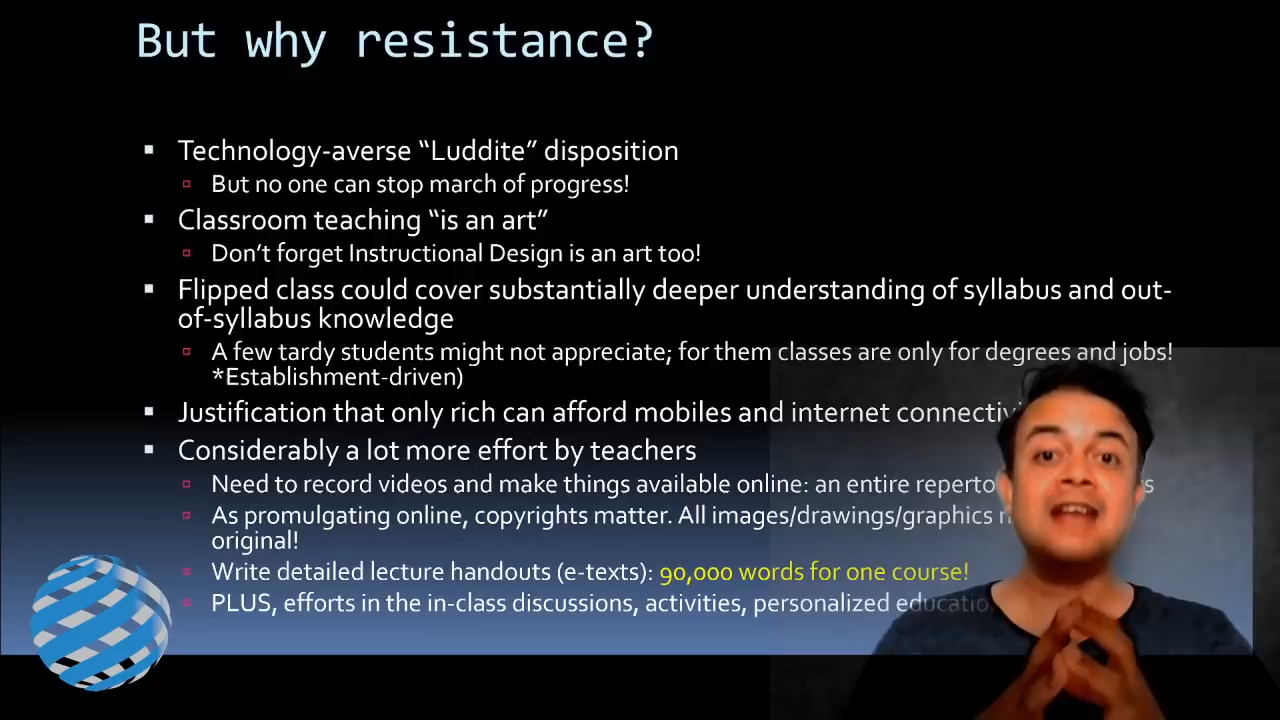 But why resistance?
Technology-averse “Luddite” disposition
But no one can stop march of progress!
Classroom teaching “is an art”
Don’t forget Instructional Design is an art too!
Flipped class could cover substantially deeper understanding of syllabus and out-
of-syllabus knowledge
A few tardy students might not appreciate; for them classes are only for degrees and jobs!
*Establishment-driven)
Justification that only rich can afford mobiles and internet
Considerably a lot more effort by teachers
Need to record videos and make things available online: an entire
As promulgating online, copyrights matter. All images/drawings/graphics
original!
Write detailed lecture handouts (e-texts): 90,000 words for one course!
PLUS, efforts in the in-class discussions, activities, personalized